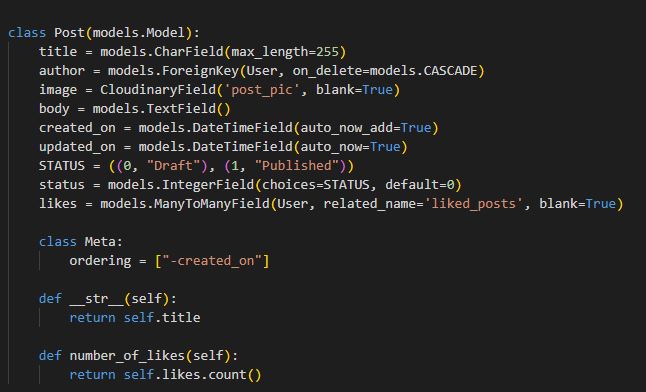 class Post(models.Model):
    title = models.CharField(max_length=255)
    author = models.ForeignKey(User, on_delete=models.CASCADE)
    image = CloudinaryField('post_pic', blank=True)
    body = models.TextField()
    created_on = models.DateTimeField(auto_now_add=True)
    updated_on = models.DateTimeField(auto_now=True)
    STATUS = ((0, "Draft"), (1, "Published"))
    status = models.IntegerField(choices=STATUS, default=0)
    likes = models.ManyToManyField(User, related_name='liked_posts', blank=True)

    class Meta:
        ordering = ["-created_on"]

    def __str__(self):
        return self.title

    def number_of_likes(self):
        return self.likes.count()